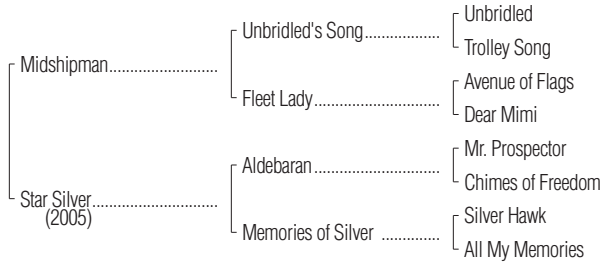 Unbridled
Unbridled's Song
Trolley Song
Midshipman
Avenue of Flags
Fleet Lady
Dear Mimi
Mr. Prospector
Aldebaran
Chimes of Freedom
Star Silver
(2005)
Silver Hawk
Memories of Silver
All My Memories